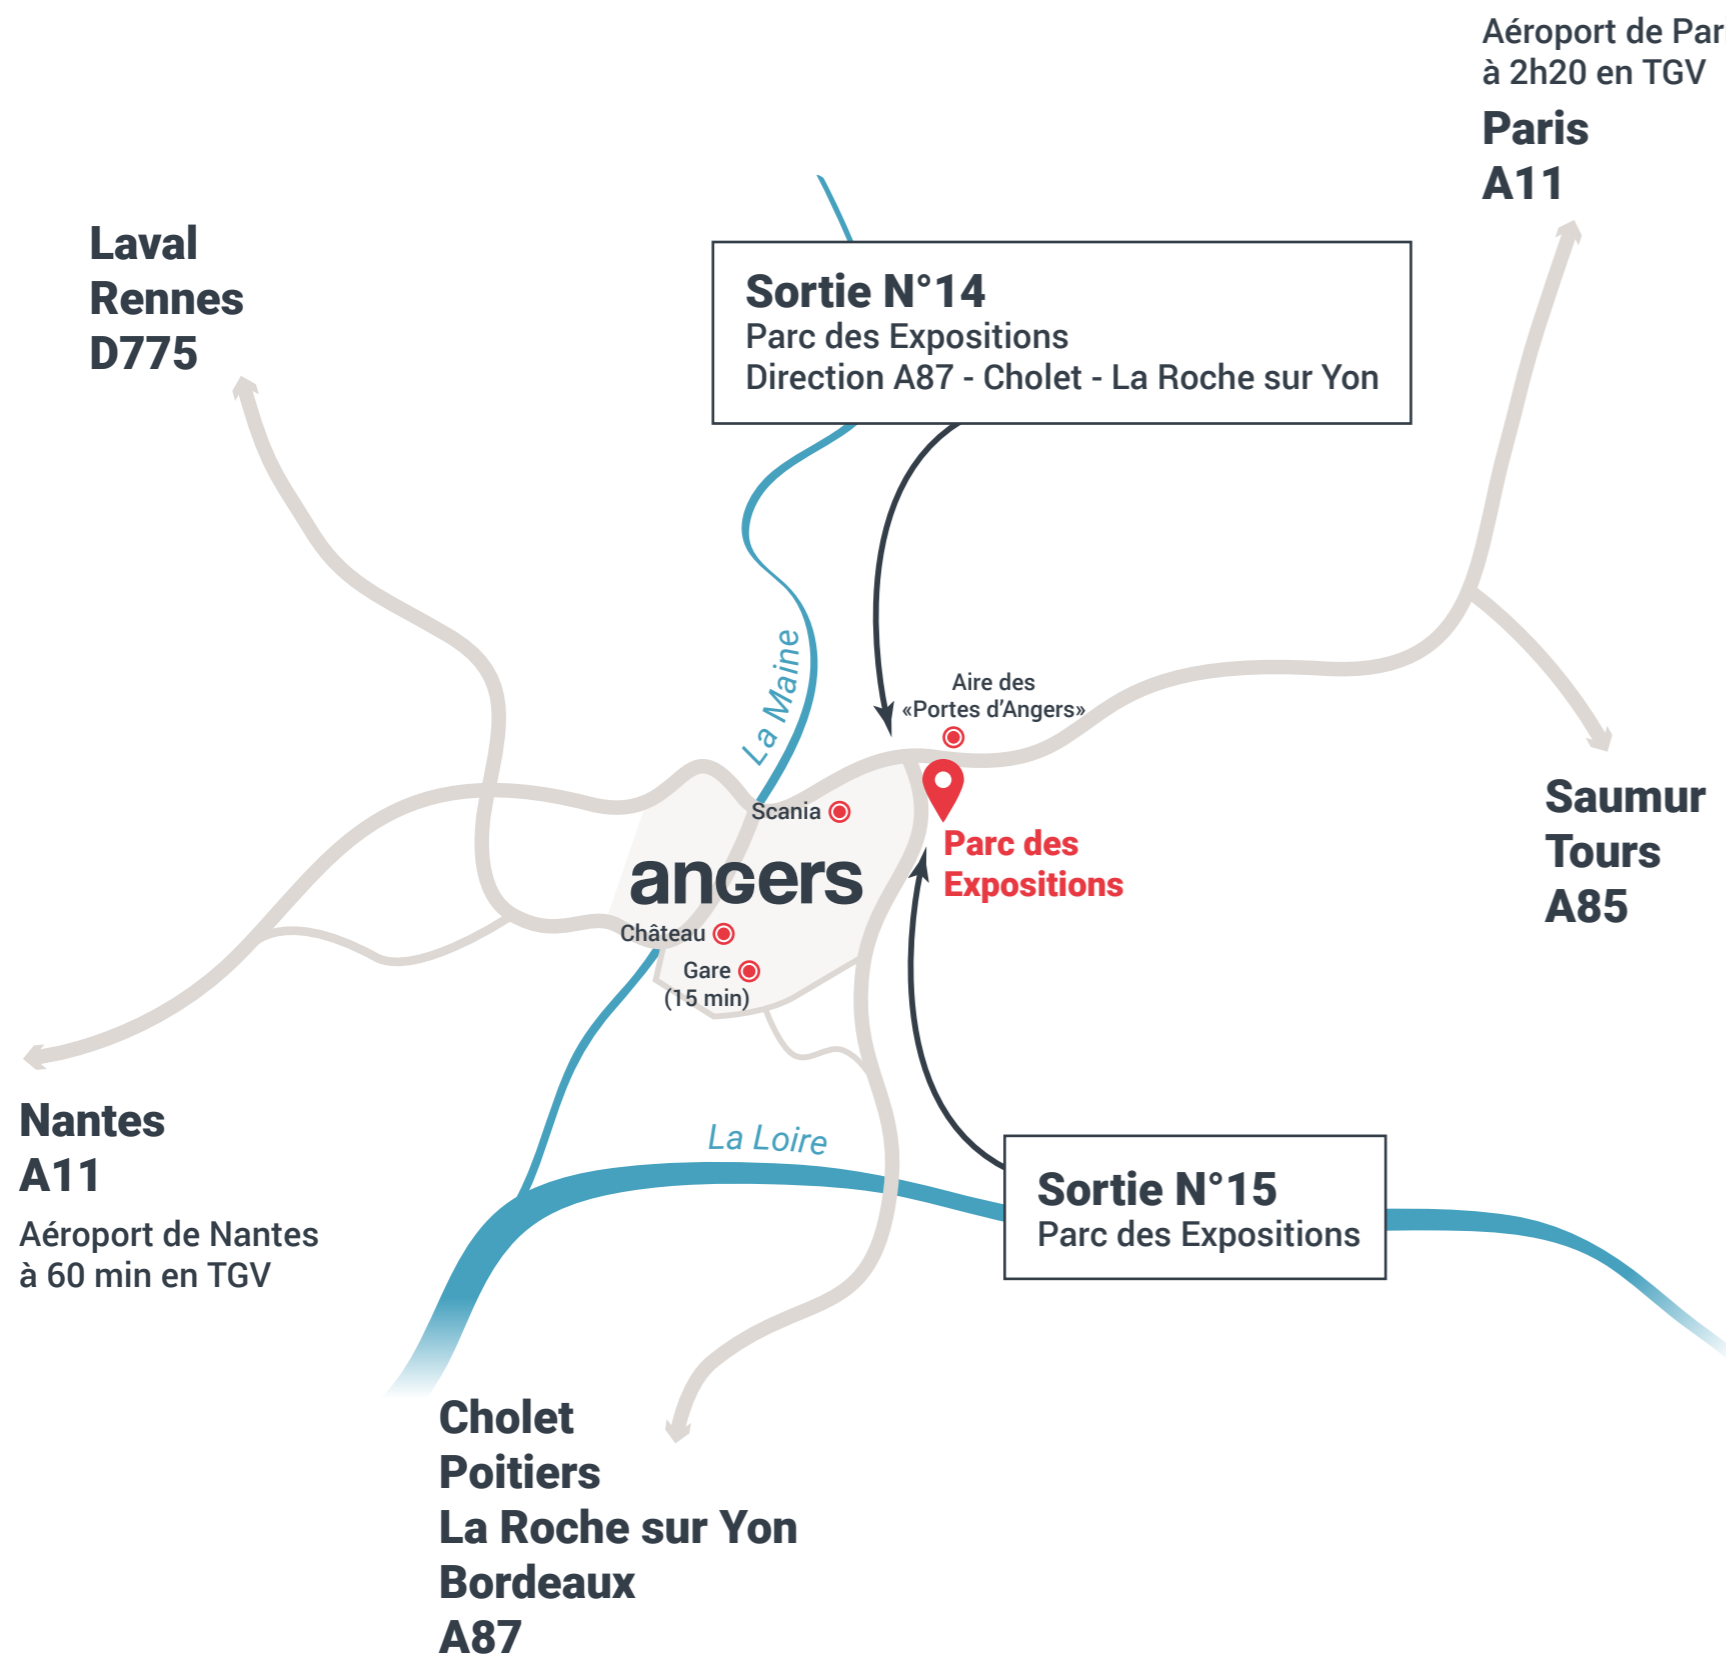 Aéroport de Par
à 2h20 en TGV
Paris
A11
Laval
Rennes
D775
Sortie N°14
Parc des Expositions
Direction A87 - Cholet - La Roche sur Yon
La Maine
Aire des
«Portes d'Angers»
Scania
Parc des
Expositions
angers
Château
Gare
(15 min)
Saumur
Tours
A85
Nantes
A11
Aéroport de Nantes
à 60 min en TGV
La Loire
Sortie N°15
Parc des Expositions
Cholet
Poitiers
La Roche sur Yon
Bordeaux
A87